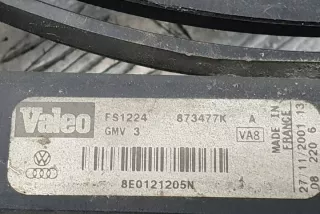 Valeo
FS1224 873477K A
GMV 3 VA8
8E0121205N
MADE IN
FRANCE
27/11/2001 13
08 220 6